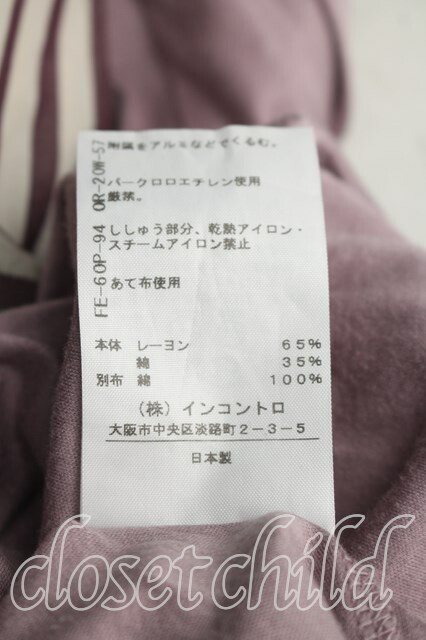 附属をアルミなどでくるむ。
パークロロエチレン使用
厳禁。
ししゅう部分、乾熱アイロン・
スチームアイロン禁止
あて布使用
FE-60P-94 OR-20W-57
本体 レーヨン 65%
綿 35%
別布 綿 100%
(株)インコントロ
大阪市中央区淡路町2-3-5
日本製
closetchild